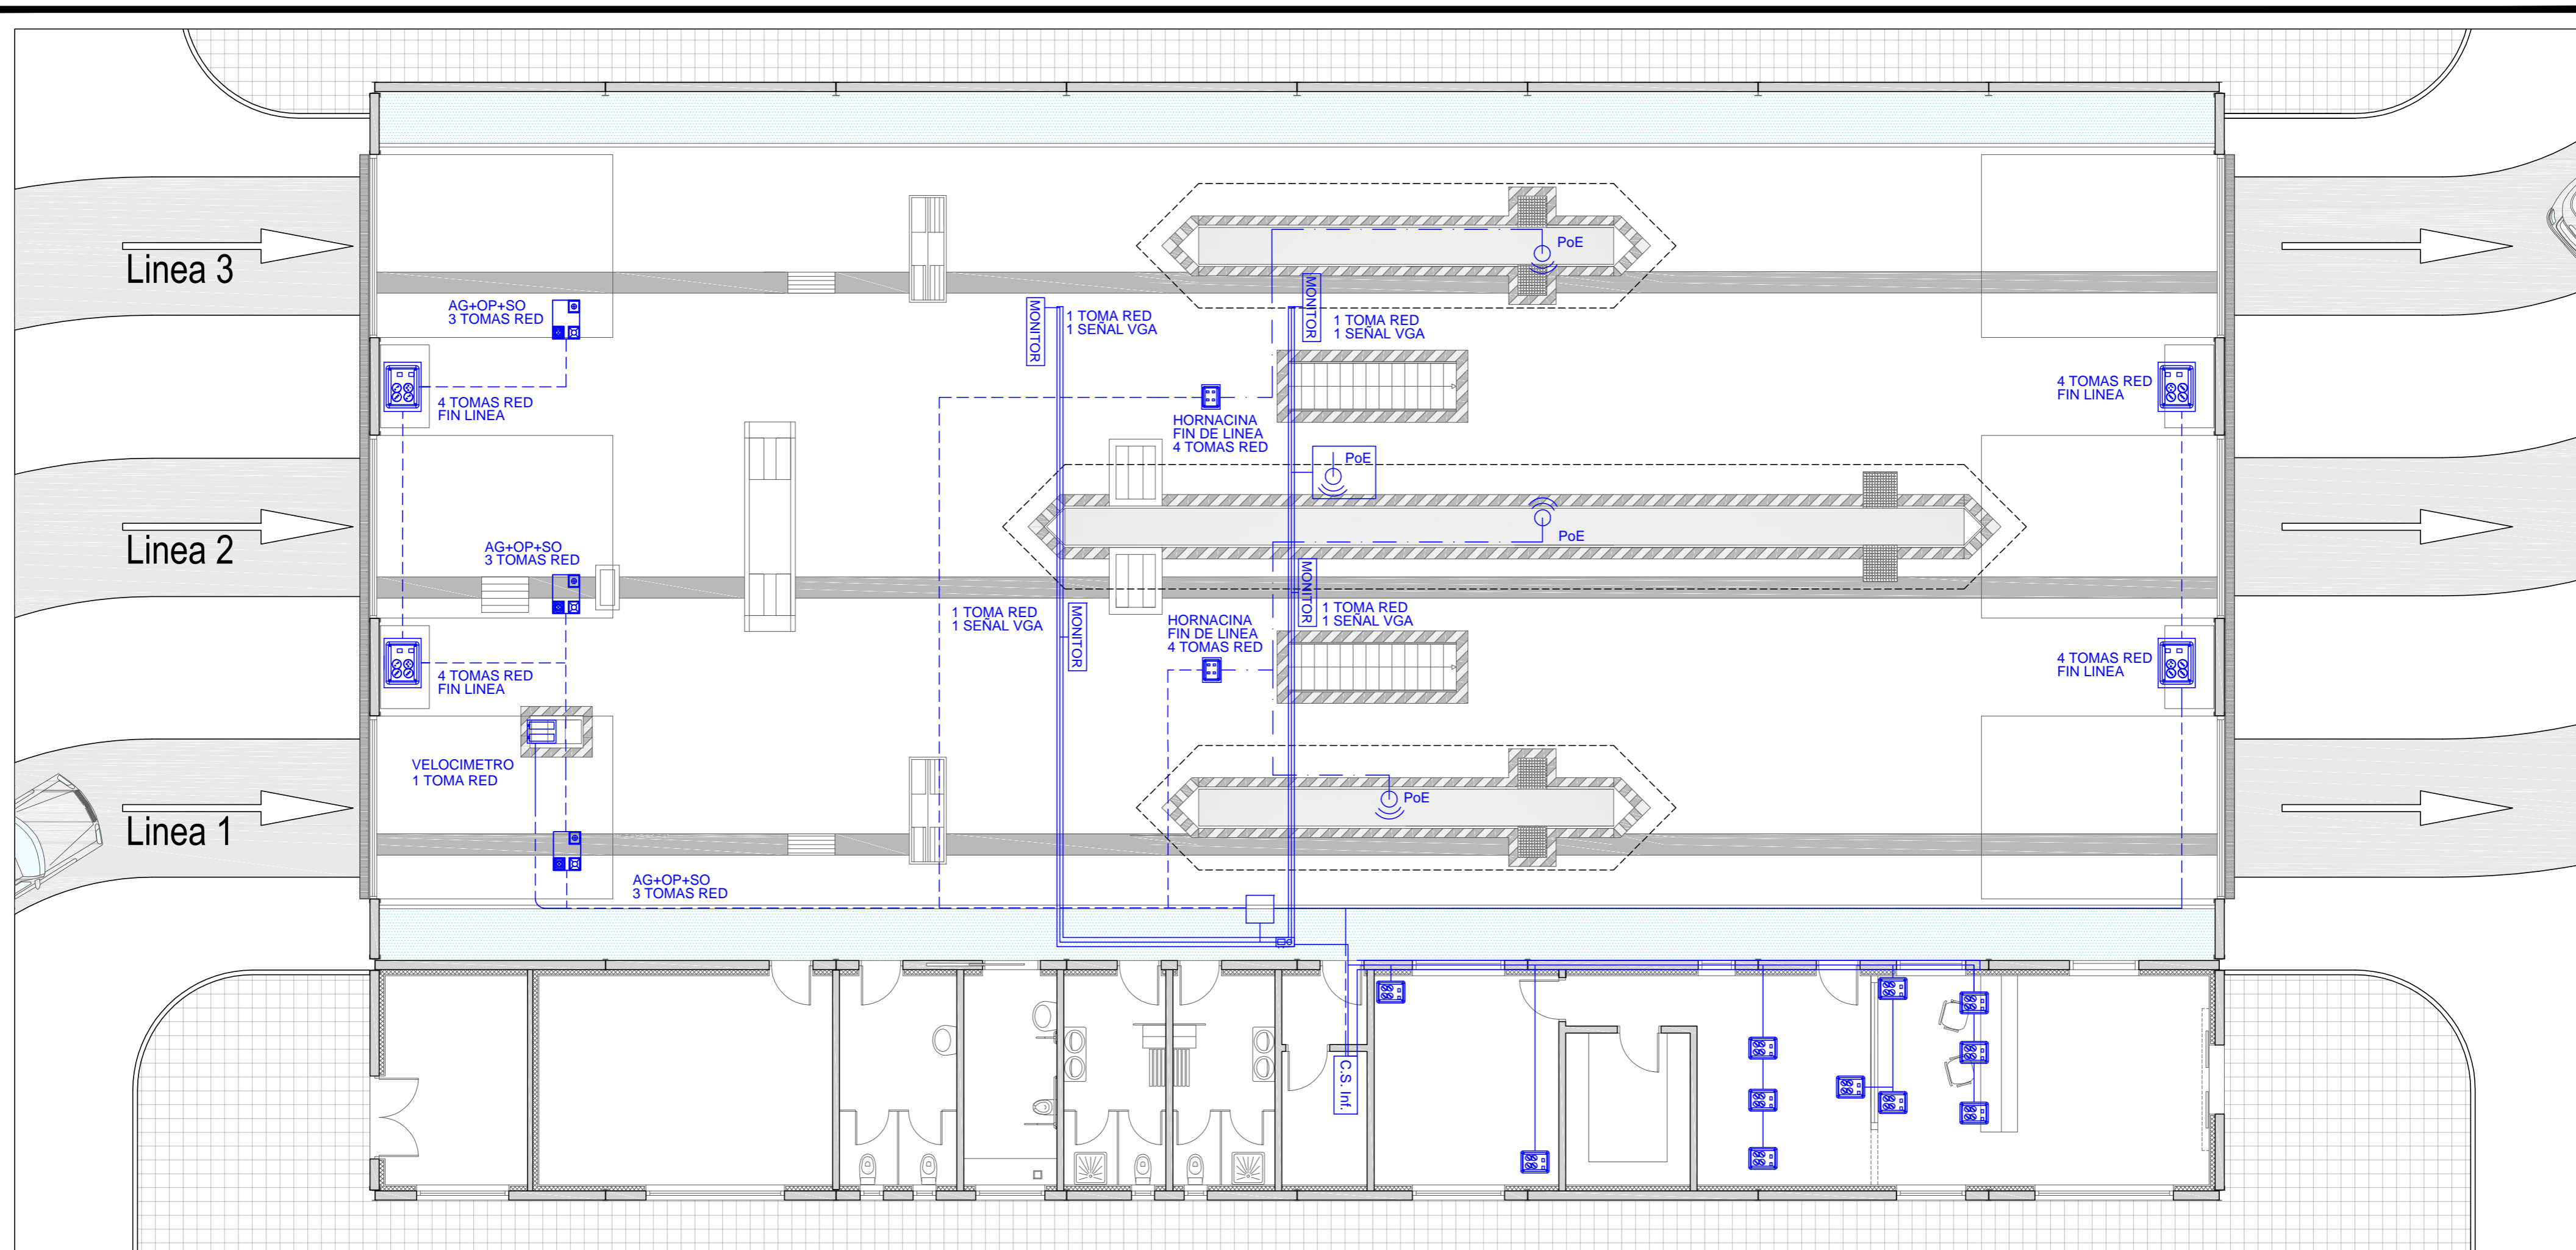 Linea 3
AG+OP+SO
3 TOMAS RED
MONITOR
1 TOMA RED
1 SEÑAL VGA
MONITOR
1 TOMA RED
1 SEÑAL VGA
PoE
4 TOMAS RED
FIN LINEA
HORNACINA
FIN DE LINEA
4 TOMAS RED
4 TOMAS RED
FIN LINEA
PoE
Linea 2
AG+OP+SO
3 TOMAS RED
PoE
1 TOMA RED
1 SEÑAL VGA
MONITOR
HORNACINA
FIN DE LINEA
4 TOMAS RED
MONITOR
1 TOMA RED
1 SEÑAL VGA
4 TOMAS RED
FIN LINEA
4 TOMAS RED
FIN LINEA
VELOCIMETRO
1 TOMA RED
Linea 1
PoE
AG+OP+SO
3 TOMAS RED
C.S. Inf.